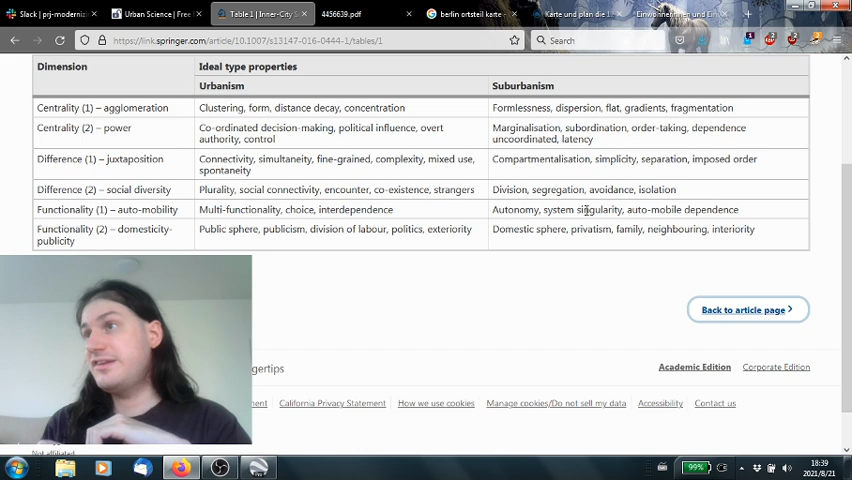 Slack | prj-moderniz
Urban Science | Free
Table 1 | Inner-City S
4456639.pdf
berlin ortsteil karte -
Karte und plan die 1
Einwohnerinnen und Ein
https://link.springer.com/article/10.1007/s13147-016-0444-1/tables/1
Search
Dimension
Ideal type properties
Urbanism
Suburbanism
Centrality (1) – agglomeration
Clustering, form, distance decay, concentration
Formlessness, dispersion, flat, gradients, fragmentation
Centrality (2) – power
Co-ordinated decision-making, political influence, overt
authority, control
Marginalisation, subordination, order-taking, dependence
uncoordinated, latency
Difference (1) – juxtaposition
Connectivity, simultaneity, fine-grained, complexity, mixed use,
spontaneity
Compartmentalisation, simplicity, separation, imposed order
Difference (2) – social diversity
Plurality, social connectivity, encounter, co-existence, strangers
Division, segregation, avoidance, isolation
Functionality (1) – auto-mobility
Multi-functionality, choice, interdependence
Autonomy, system singularity, auto-mobile dependence
Functionality (2) – domesticity-
publicity
Public sphere, publicism, division of labour, politics, exteriority
Domestic sphere, privatism, family, neighbouring, interiority
Back to article page
gertips
Academic Edition
Corporate Edition
ment
California Privacy Statement
How we use cookies
Manage cookies/Do not sell my data
Accessibility
Contact us
Not affiliated
99%
18:39
2021/8/21